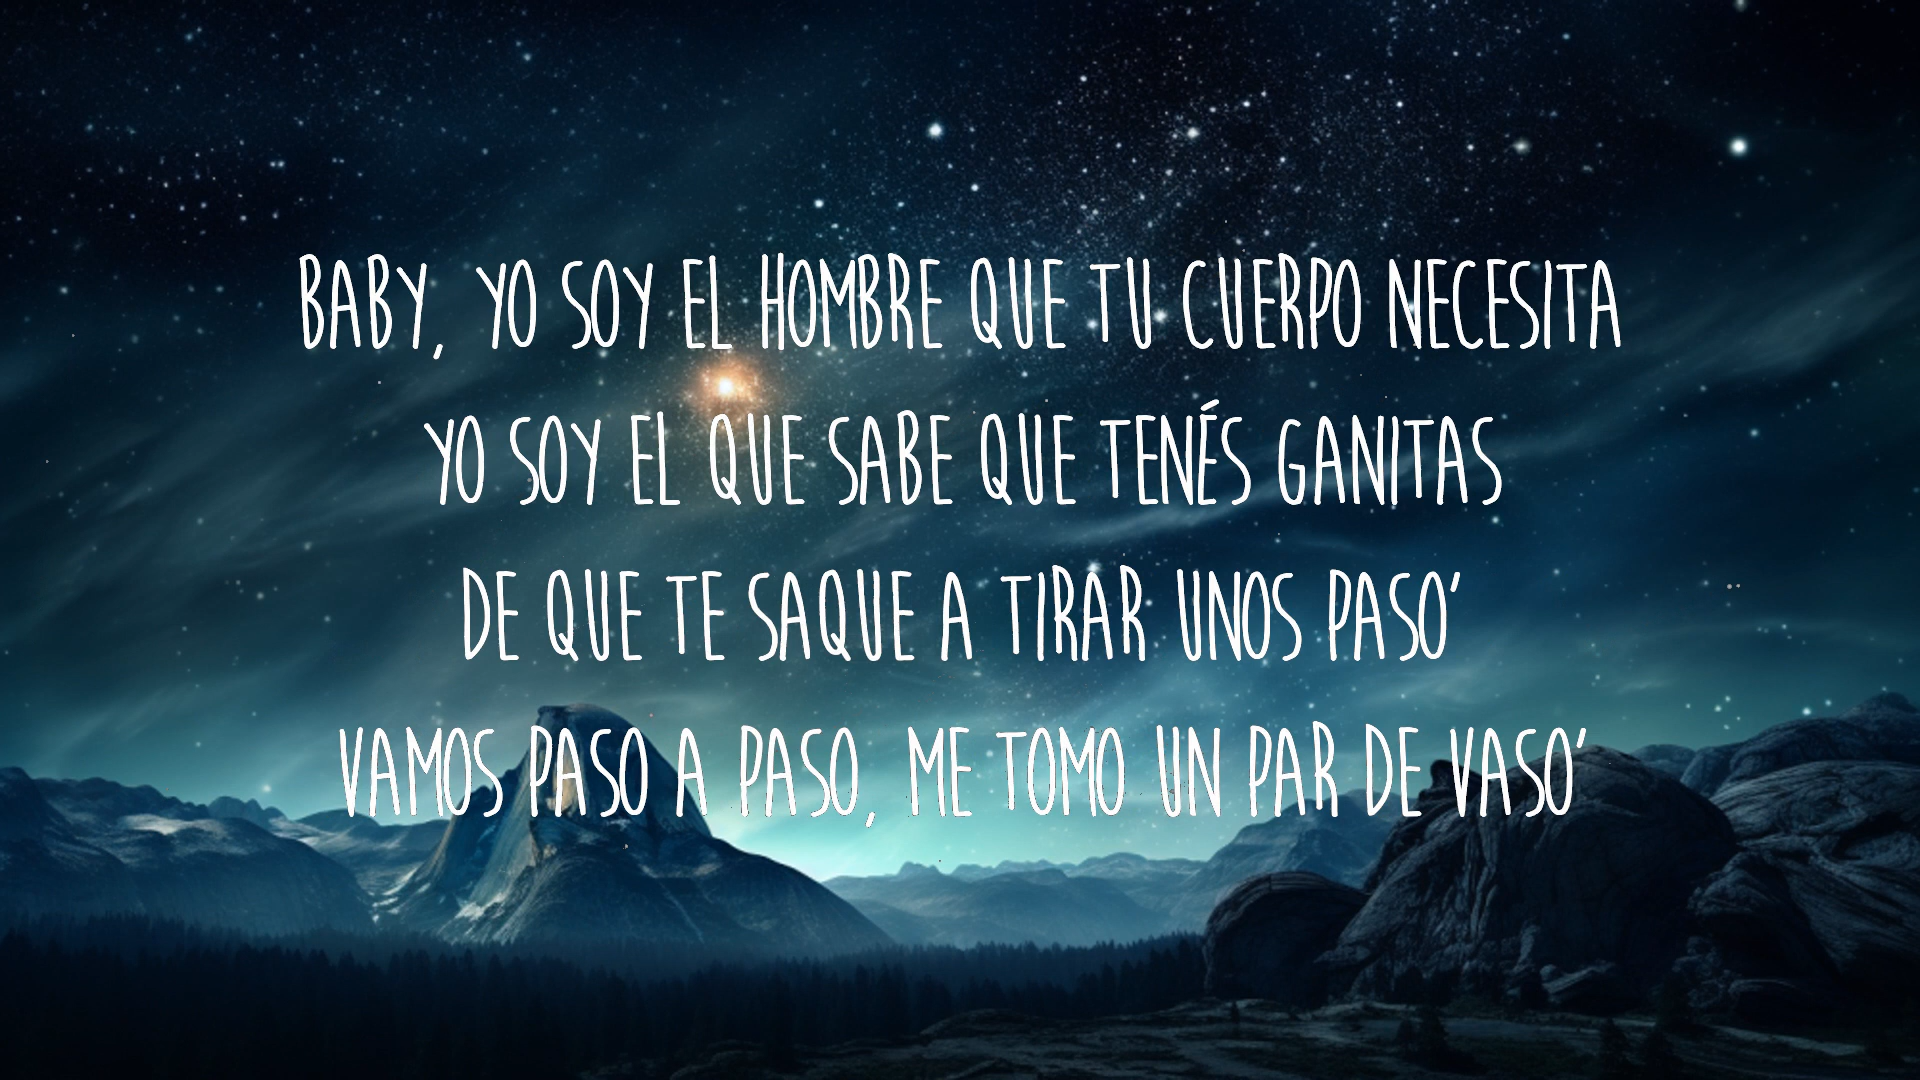 BABY, YO SOY EL HOMBRE QUE TU CUERPO NECESITA
YO SOY EL QUE SABE QUE TENÉS GANITAS
DE QUE TE SAQUE A TIRAR UNOS PASO'
VAMOS PASO A PASO, ME TOMO UN PAR DE VASO'